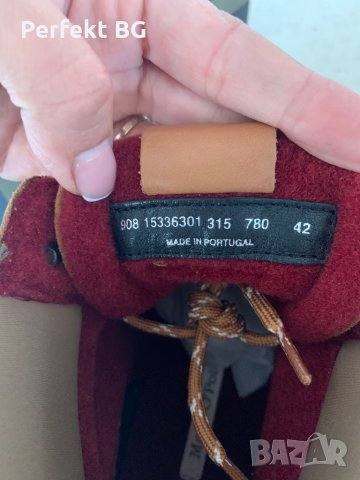 Perfekt BG
908 15336301 315 780 42
MADE IN PORTUGAL
BAZAR